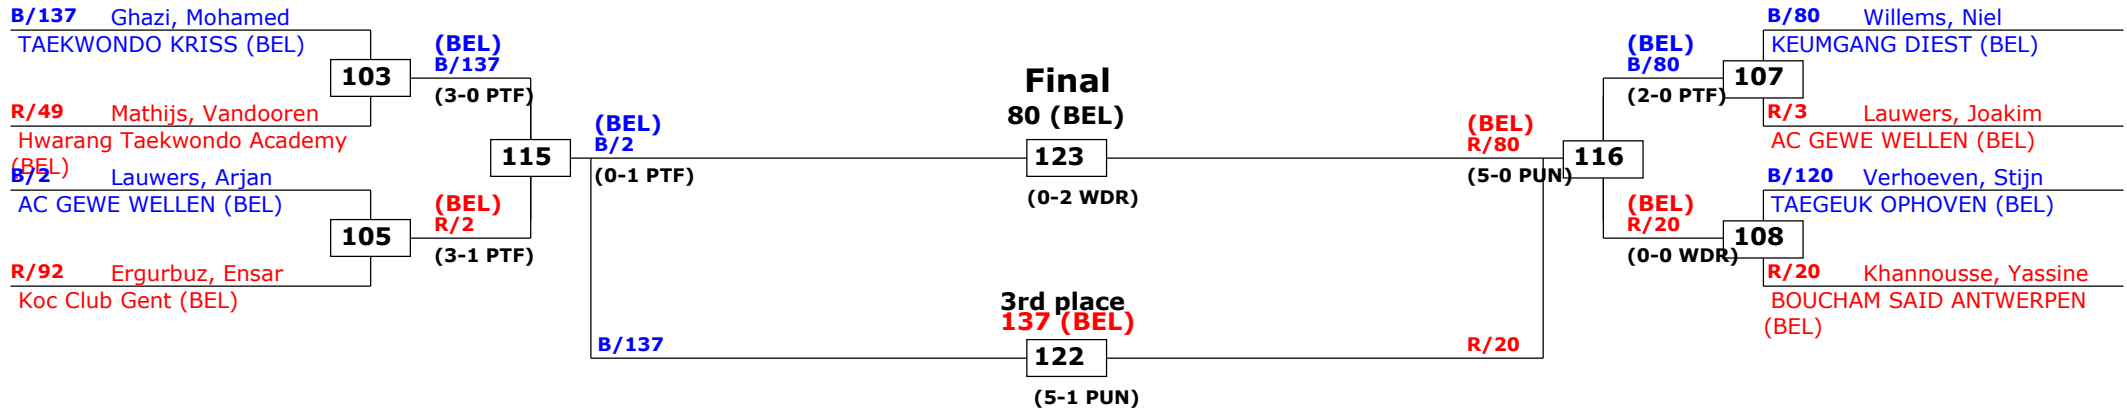 B/137 Ghazi, Mohamed
TAEKWONDO KRISS (BEL)
103
R/49 Mathijs, Vandooren
Hwarang Taekwondo Academy
(BEL)
(BEL)
B/137
(3-0 PTF)
B/2 Lauwers, Arjan
AC GEWE WELLEN (BEL)
105
R/92 Ergurbuz, Ensar
Koc Club Gent (BEL)
(BEL)
R/2
(3-1 PTF)
115
(BEL)
B/2
(0-1 PTF)
Final
80 (BEL)
123
(0-2 WDR)
3rd place
137 (BEL)
B/137
122
R/20
(5-1 PUN)
(BEL)
R/80
(5-0 PUN)
116
(BEL)
B/80
(2-0 PTF)
B/80 Willems, Niel
KEUMGANG DIEST (BEL)
107
R/3 Lauwers, Joakim
AC GEWE WELLEN (BEL)
(BEL)
R/20
(0-0 WDR)
B/120 Verhoeven, Stijn
TAEGEUK OPHOVEN (BEL)
108
R/20 Khannousse, Yassine
BOUCHAM SAID ANTWERPEN
(BEL)